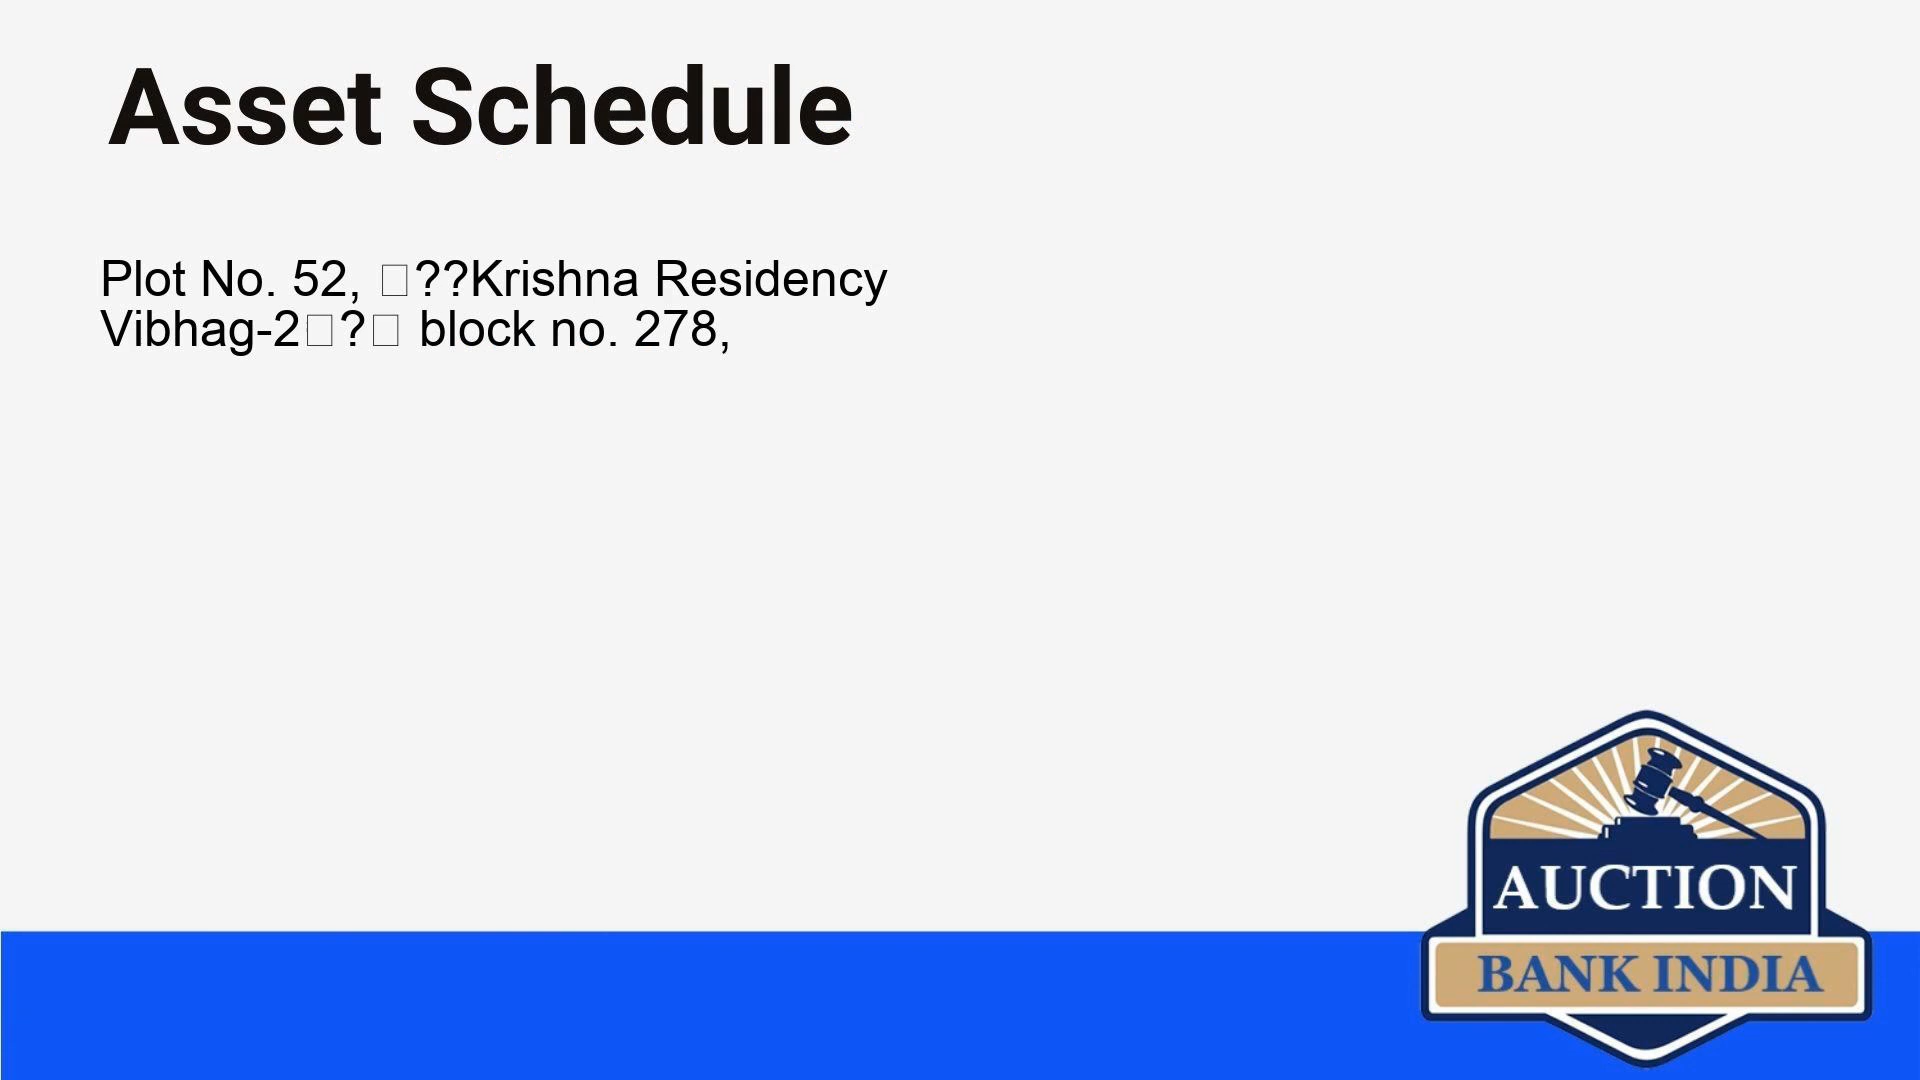 Asset Schedule
Plot No. 52, □??Krishna Residency
Vibhag-2□?□ block no. 278,
AUCTION
BANK INDIA